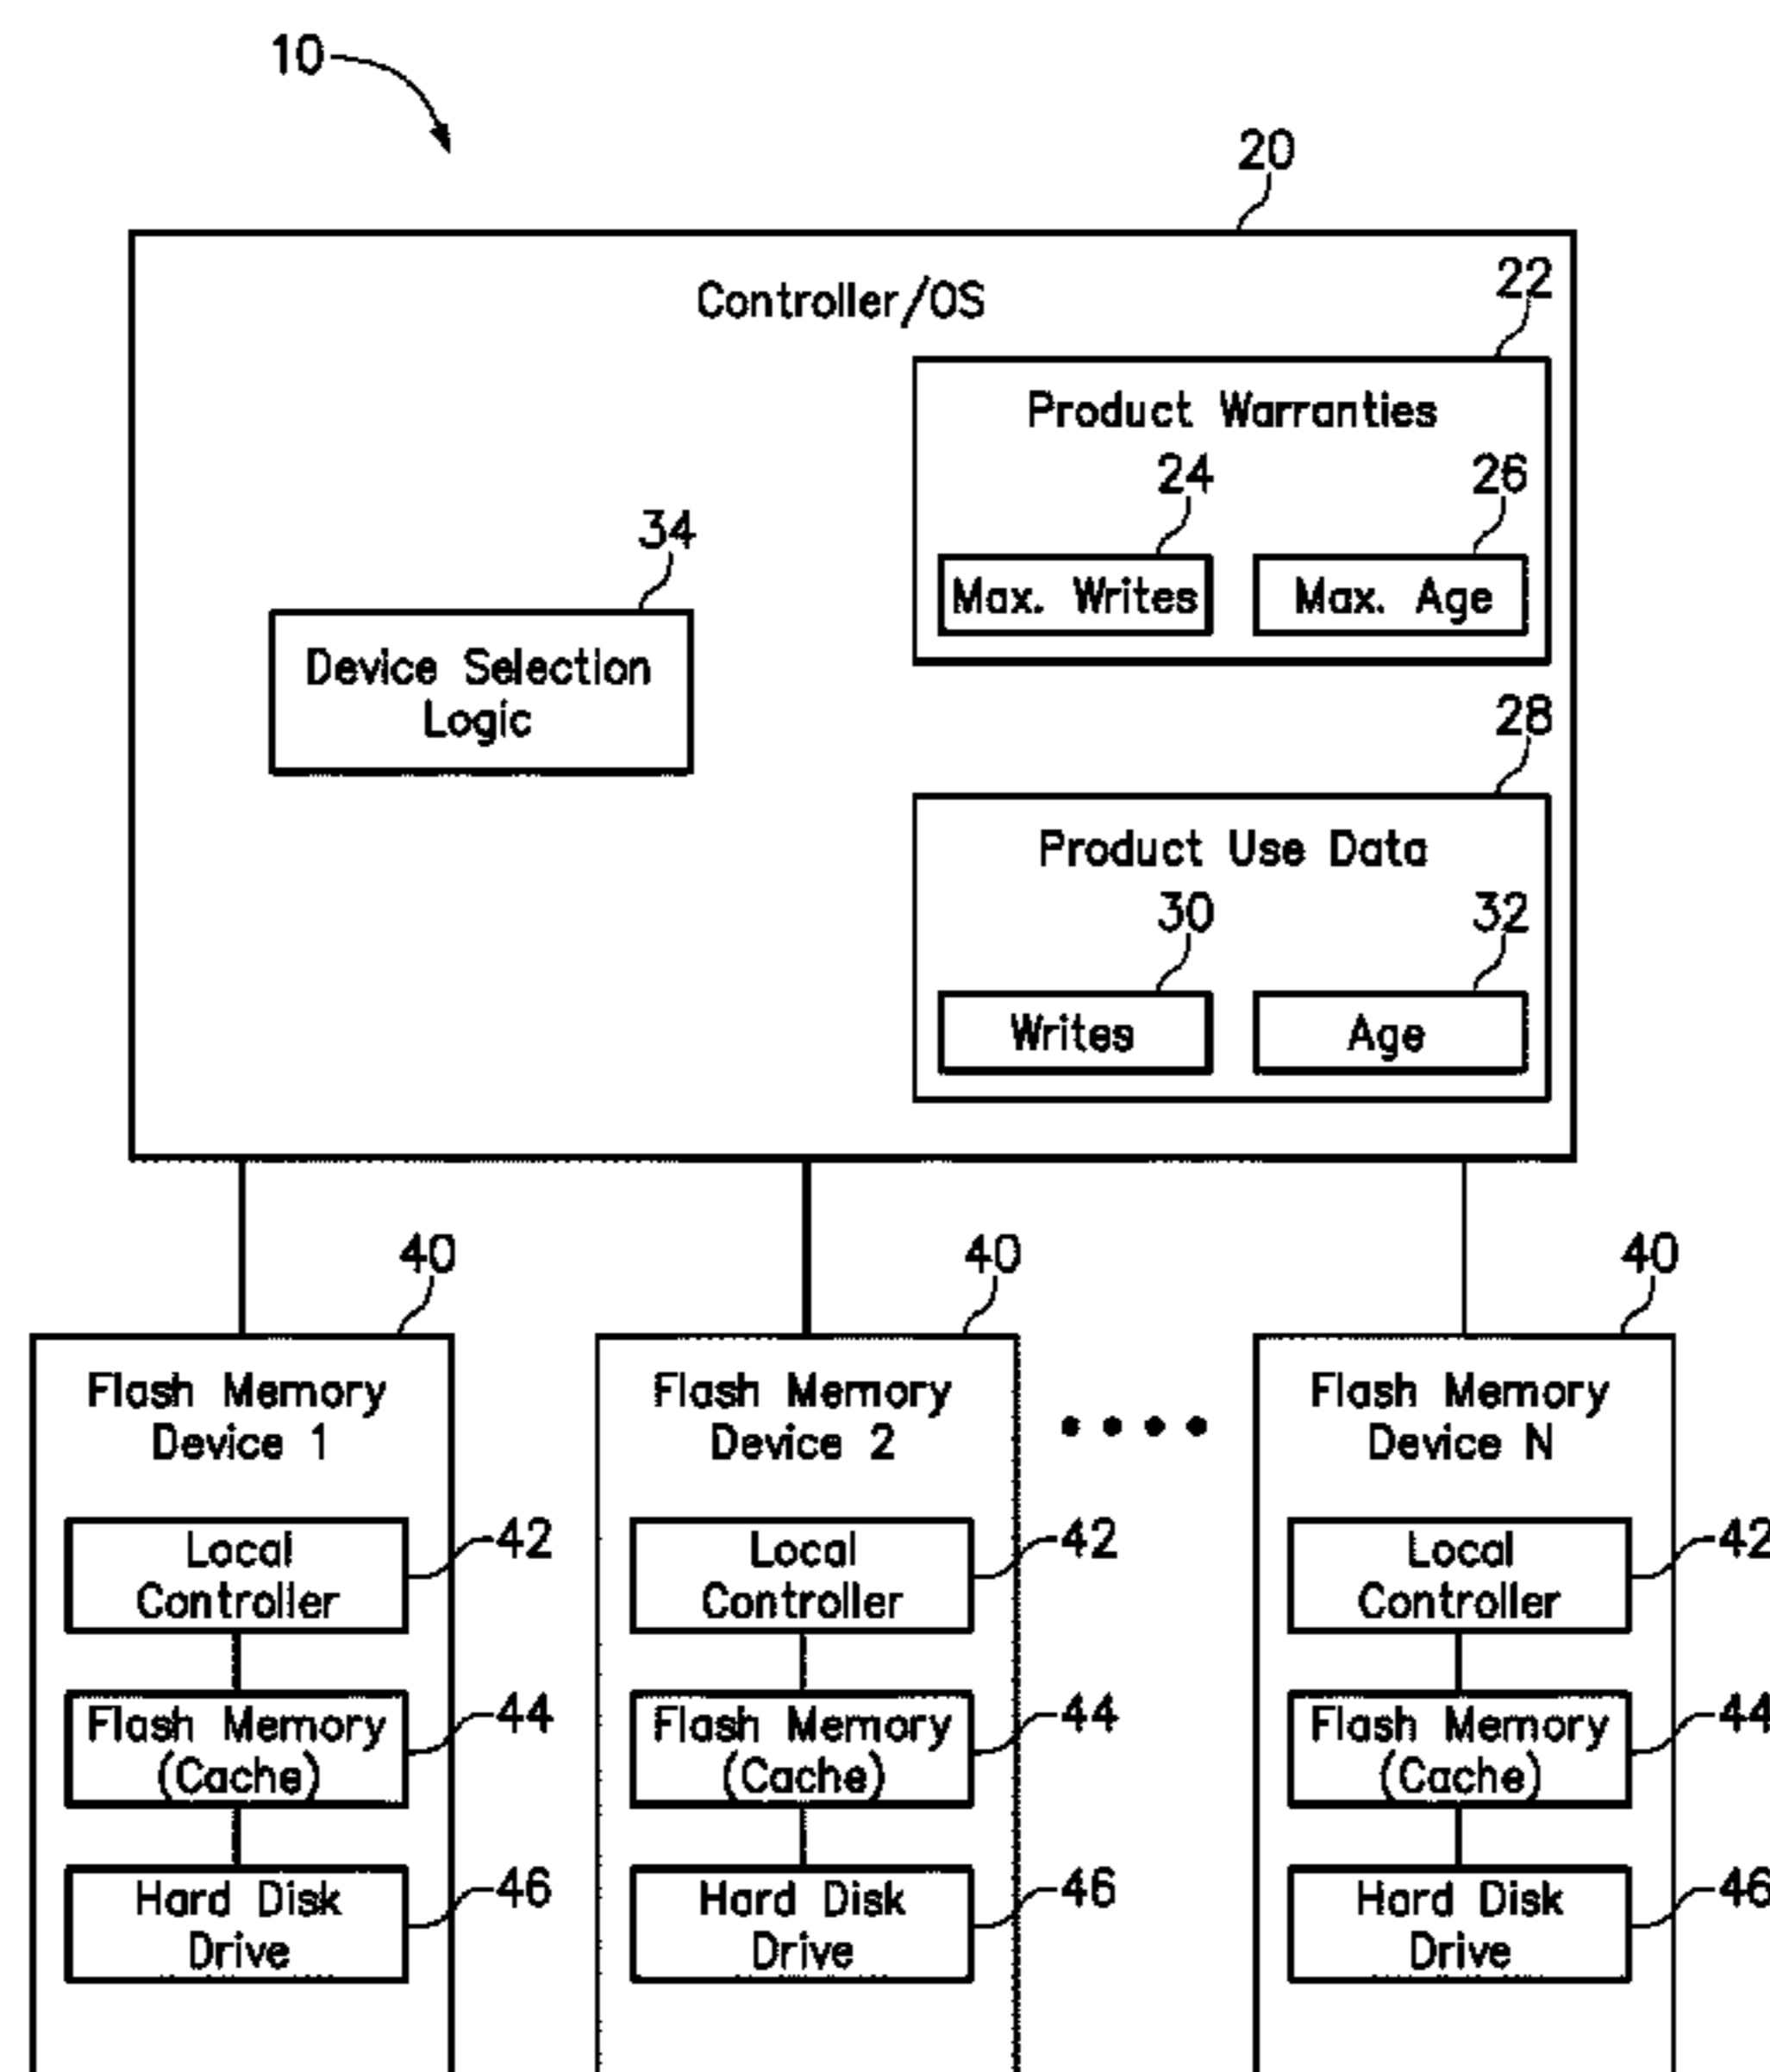 10
20
Controller/OS
22
Product Warranties
24
26
Max. Writes
Max. Age
34
Device Selection
Logic
28
Product Use Data
30
32
Writes
Age
40
Flash Memory
Device 1
42
Local
Controller
44
Flash Memory
(Cache)
46
Hard Disk
Drive
40
Flash Memory
Device 2
42
Local
Controller
44
Flash Memory
(Cache)
46
Hard Disk
Drive
40
Flash Memory
Device N
42
Local
Controller
44
Flash Memory
(Cache)
46
Hard Disk
Drive